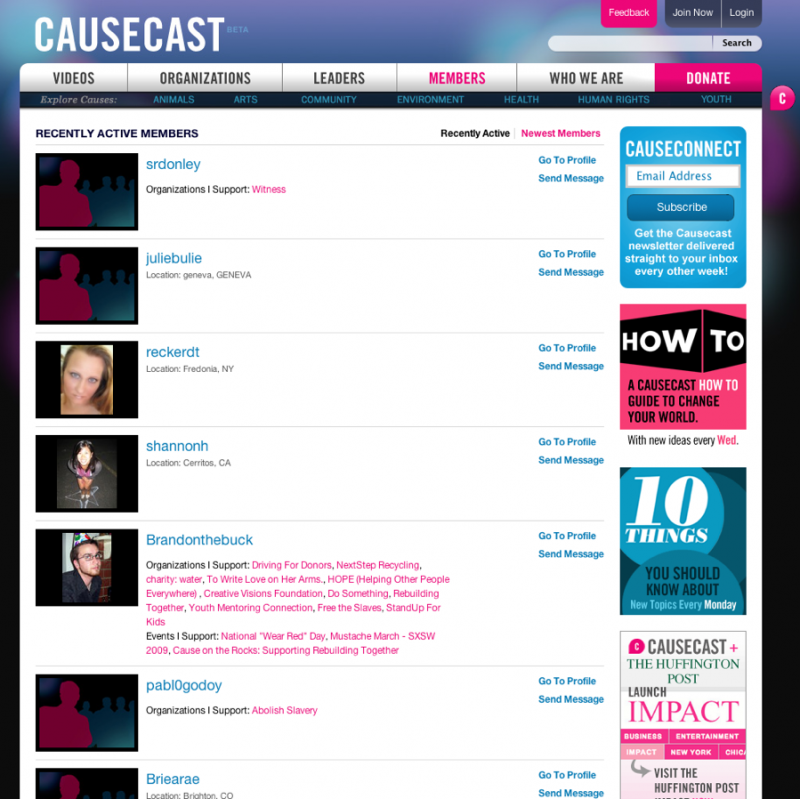 Feedback
Join Now
Login
CAUSECAST BETA
Search
VIDEOS
ORGANIZATIONS
LEADERS
MEMBERS
WHO WE ARE
DONATE
Explore Causes:
ANIMALS
ARTS
COMMUNITY
ENVIRONMENT
HEALTH
HUMAN RIGHTS
YOUTH
C
RECENTLY ACTIVE MEMBERS
Recently Active
Newest Members
srdonley
Organizations I Support: Witness
Go To Profile
Send Message
juliebulie
Location: geneva, GENEVA
Go To Profile
Send Message
reckerdt
Location: Fredonia, NY
Go To Profile
Send Message
shannonh
Location: Cerritos, CA
Go To Profile
Send Message
Brandonthebuck
Organizations I Support: Driving For Donors, NextStep Recycling,
charity: water, To Write Love on Her Arms., HOPE (Helping Other People
Everywhere) , Creative Visions Foundation, Do Something, Rebuilding
Together, Youth Mentoring Connection, Free the Slaves, StandUp For
Kids
Events I Support: National "Wear Red" Day, Mustache March - SXSW
2009, Cause on the Rocks: Supporting Rebuilding Together
Go To Profile
Send Message
pabl0godoy
Organizations I Support: Abolish Slavery
Go To Profile
Send Message
Briearae
Location: Brighton, CO
Go To Profile
Send Message
CAUSECONNECT
Email Address
Subscribe
Get the Causecast
newsletter delivered
straight to your inbox
every other week!
HOW TO
A CAUSECAST HOW TO
GUIDE TO CHANGE
YOUR WORLD.
With new ideas every Wed.
10
THINGS
YOU SHOULD
KNOW ABOUT
New Topics Every Monday
C CAUSECAST +
THE HUFFINGTON
POST
LAUNCH
IMPACT
BUSINESS
ENTERTAINMENT
IMPACT
NEW YORK
CHICA
VISIT THE
HUFFINGTON POST